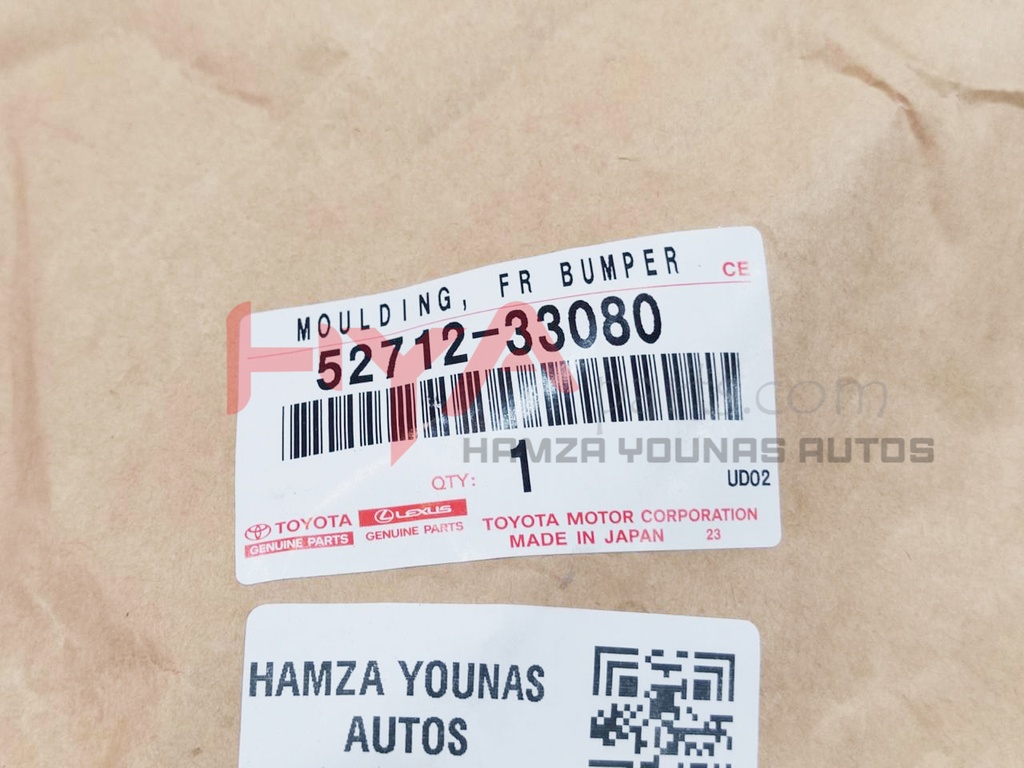 MOULDING, FR BUMPER
CE
52712-33080
HYA
.com
HAMZA YOUNAS AUTOS
QTY: 1
UD02
TOYOTA
GENUINE PARTS
LEXUS
GENUINE PARTS
TOYOTA MOTOR CORPORATION
MADE IN JAPAN 23
HAMZA YOUNAS
AUTOS